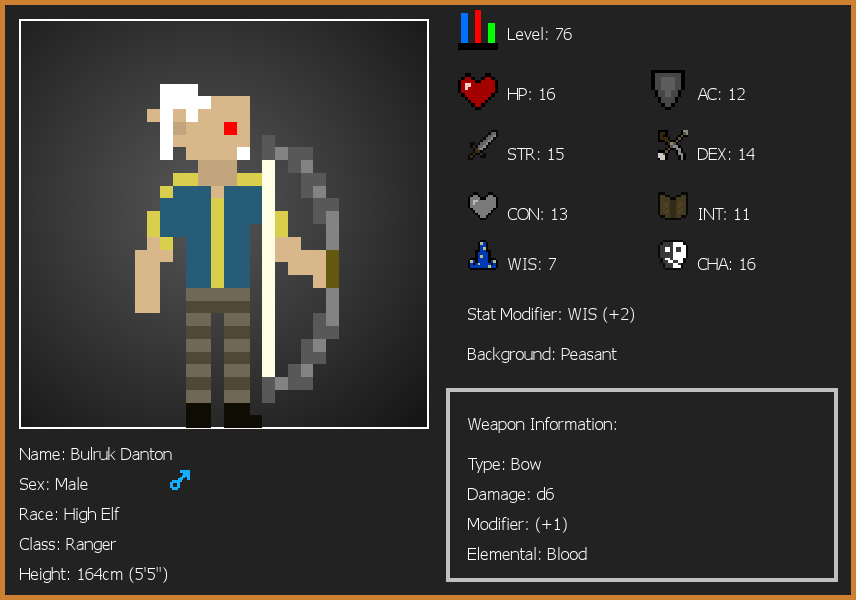 Level: 76
HP: 16
AC: 12
STR: 15
DEX: 14
CON: 13
INT: 11
WIS: 7
CHA: 16
Stat Modifier: WIS (+2)
Background: Peasant
Weapon Information:
Type: Bow
Damage: d6
Modifier: (+1)
Elemental: Blood
Name: Bulruk Danton
Sex: Male
Race: High Elf
Class: Ranger
Height: 164cm (5'5")